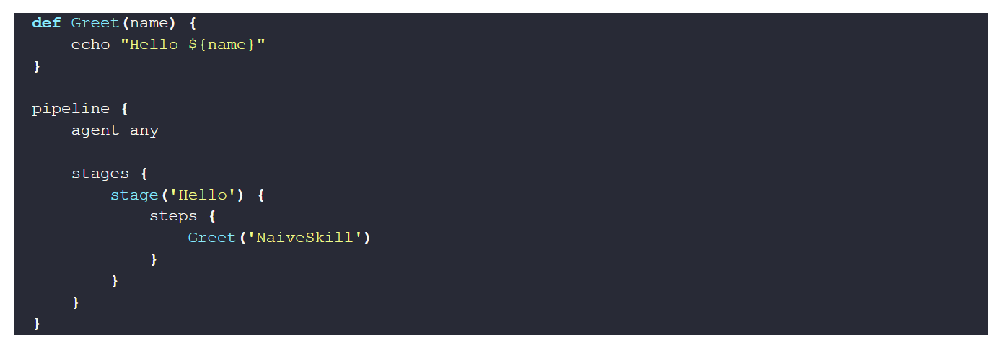 def Greet(name) {
    echo "Hello ${name}"
}

pipeline {
    agent any

    stages {
        stage('Hello') {
            steps {
                Greet('NaiveSkill')
            }
        }
    }
}